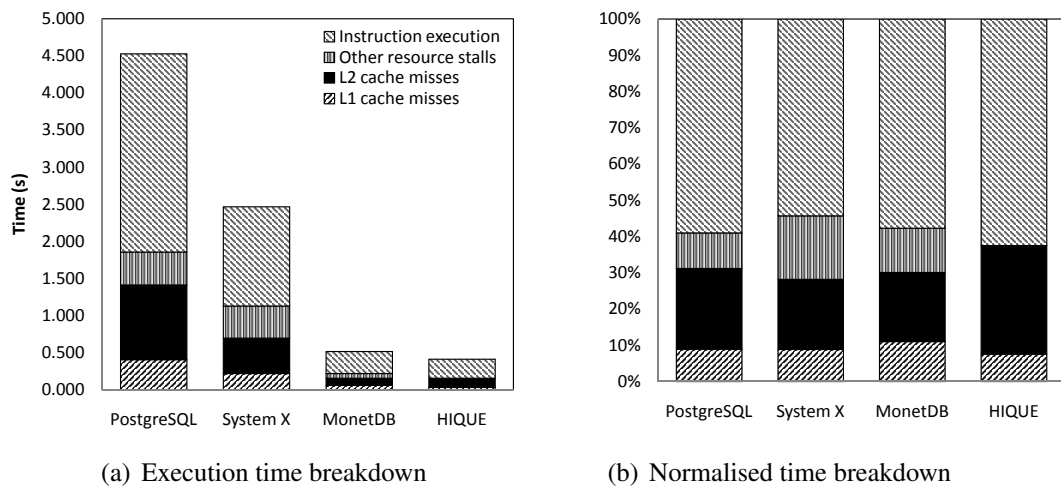 5.000
4.500
4.000
3.500
3.000
2.500
2.000
1.500
1.000
0.500
0.000
Time (s)
Instruction execution
Other resource stalls
L2 cache misses
L1 cache misses
PostgreSQL System X MonetDB HIQUE
(a) Execution time breakdown
100%
90%
80%
70%
60%
50%
40%
30%
20%
10%
0%
PostgreSQL System X MonetDB HIQUE
(b) Normalised time breakdown